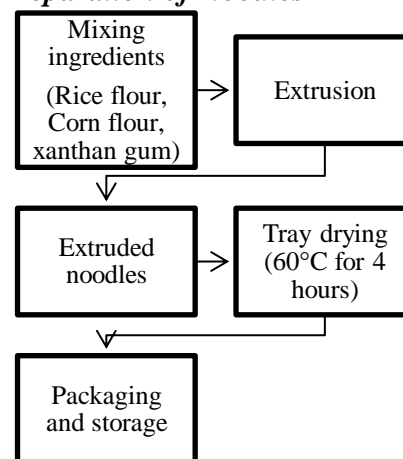 Mixing
ingredients
(Rice flour,
Corn flour,
xanthan gum)
Extrusion
Extruded
noodles
Tray drying
(60°C for 4
hours)
Packaging
and storage